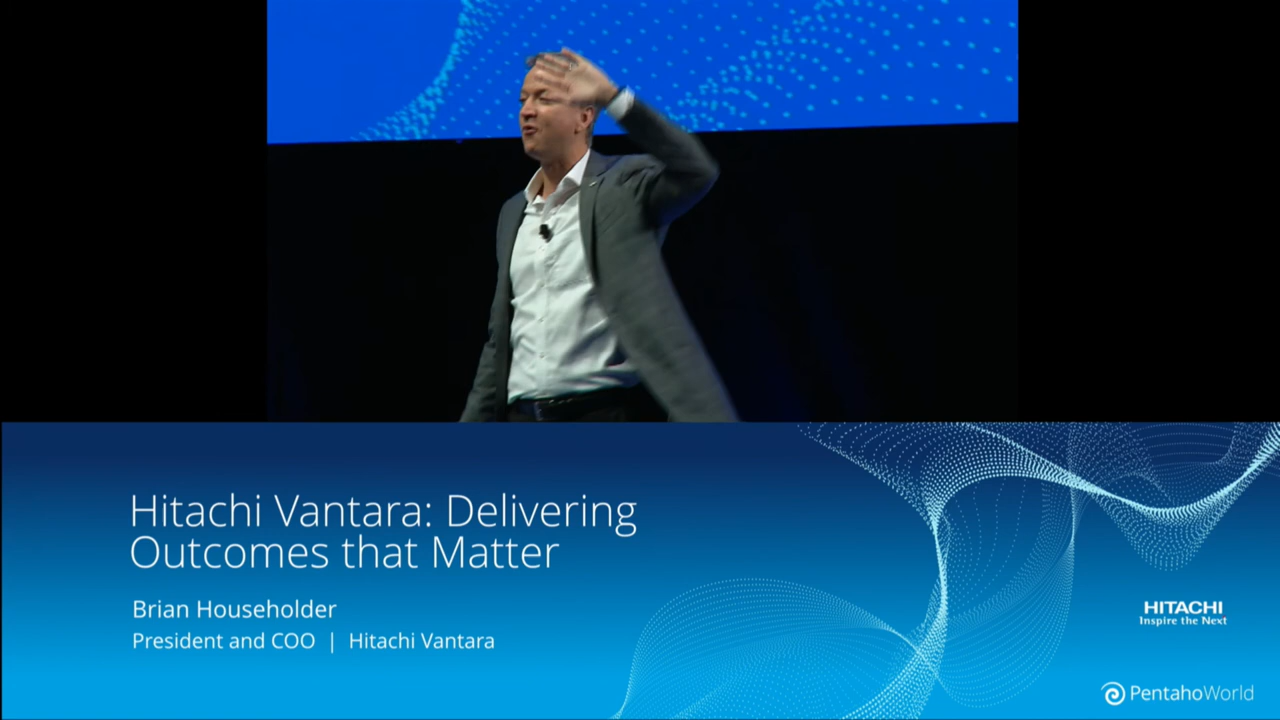 Hitachi Vantara: Delivering
Outcomes that Matter
Brian Householder
President and COO | Hitachi Vantara
HITACHI
Inspire the Next
PentahoWorld